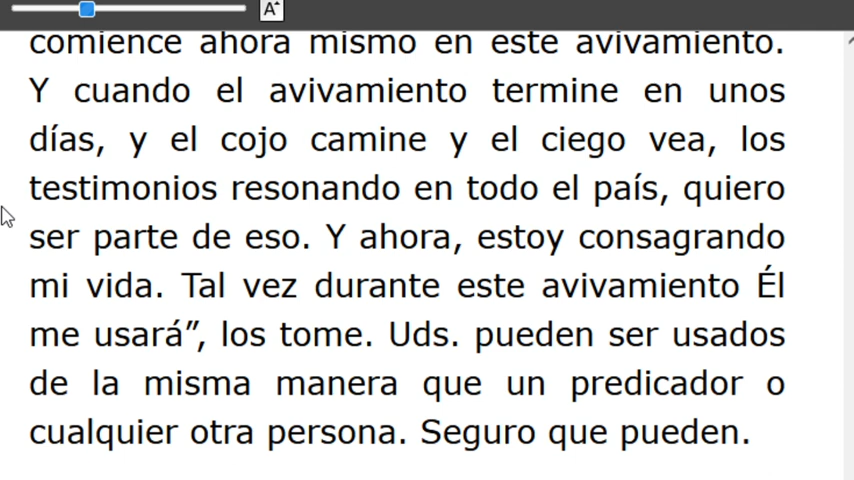 A
comience ahora mismo en este avivamiento.
Y cuando el avivamiento termine en unos
días, y el cojo camine y el ciego vea, los
testimonios resonando en todo el país, quiero
ser parte de eso. Y ahora, estoy consagrando
mi vida. Tal vez durante este avivamiento Él
me usará”, los tome. Uds. pueden ser usados
de la misma manera que un predicador o
cualquier otra persona. Seguro que pueden.